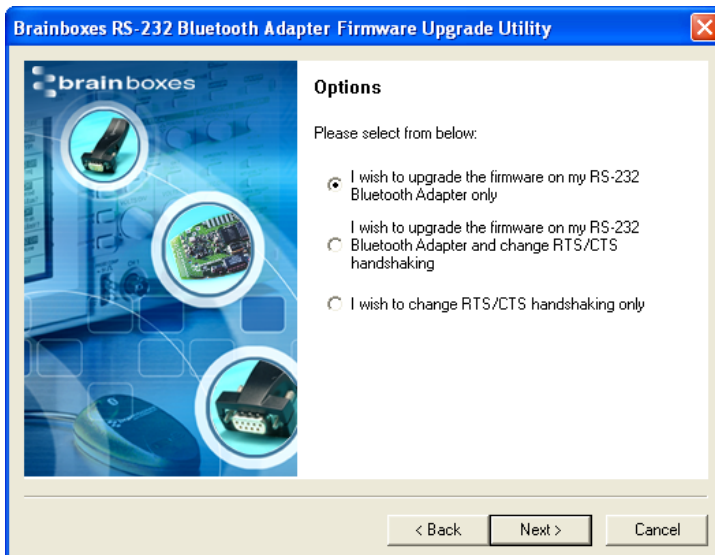 Brainboxes RS-232 Bluetooth Adapter Firmware Upgrade Utility
brainboxes
Options
Please select from below:
I wish to upgrade the firmware on my RS-232
Bluetooth Adapter only
I wish to upgrade the firmware on my RS-232
Bluetooth Adapter and change RTS/CTS
handshaking
I wish to change RTS/CTS handshaking only
< Back
Next >
Cancel